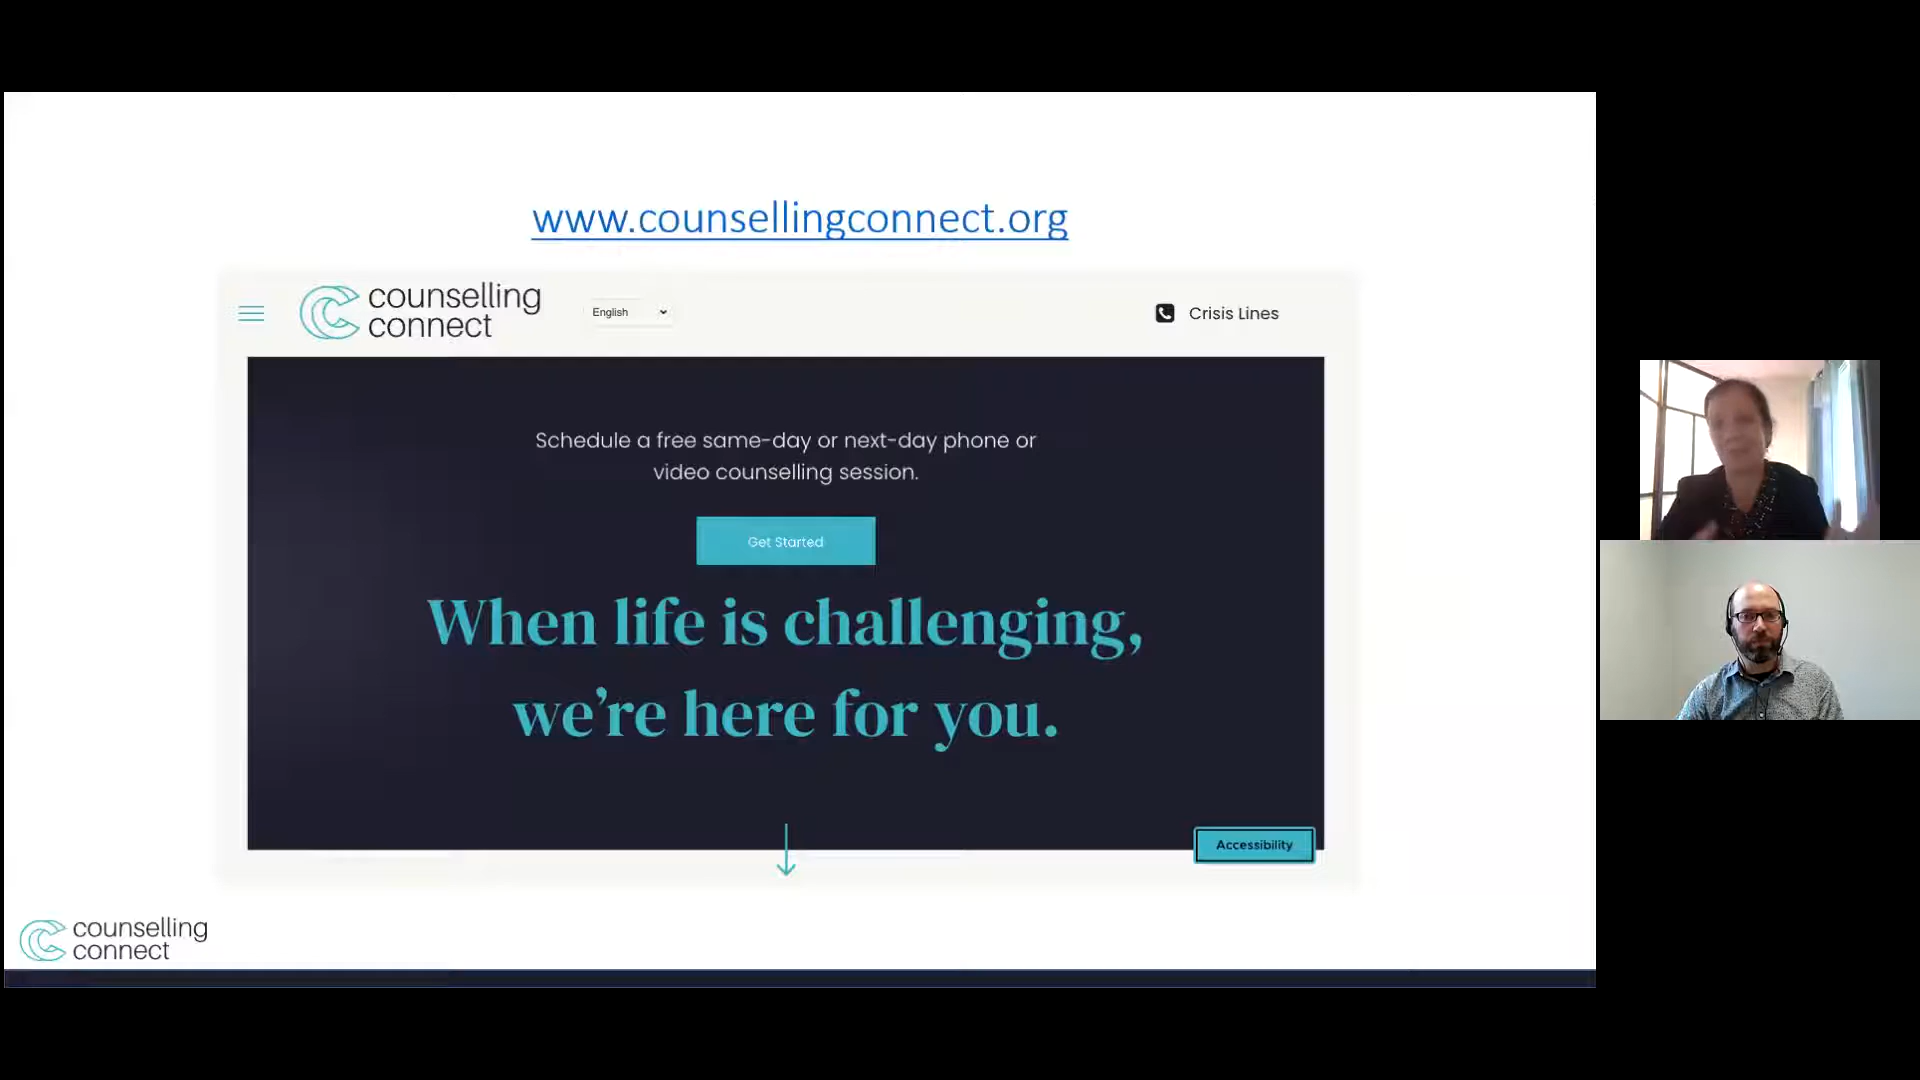 www.counsellingconnect.org
counselling
connect
English
Crisis Lines
Schedule a free same-day or next-day phone or
video counselling session.
Get Started
When life is challenging,
we’re here for you.
Accessibility
counselling
connect